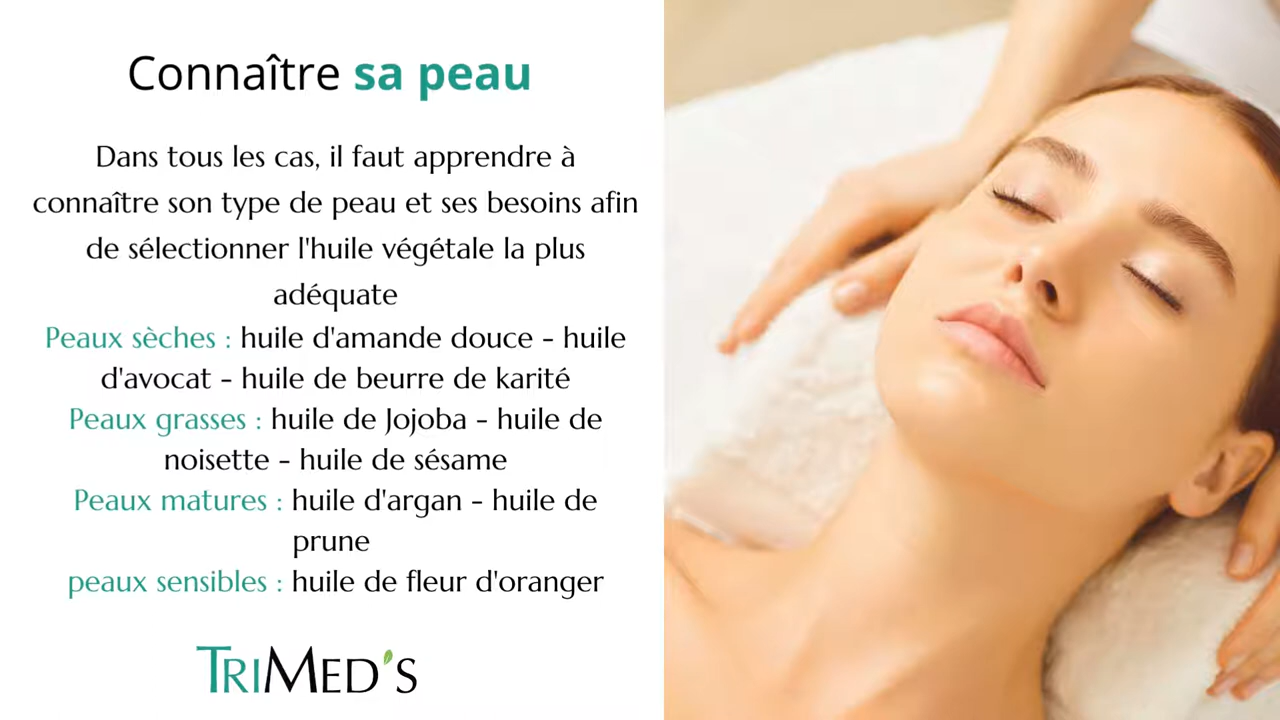 Connaître sa peau
Dans tous les cas, il faut apprendre à
connaître son type de peau et ses besoins afin
de sélectionner l'huile végétale la plus
adéquate
Peaux sèches : huile d'amande douce - huile
d'avocat - huile de beurre de karité
Peaux grasses : huile de Jojoba - huile de
noisette - huile de sésame
Peaux matures : huile d'argan - huile de
prune
peaux sensibles : huile de fleur d'oranger
TRIMED'S